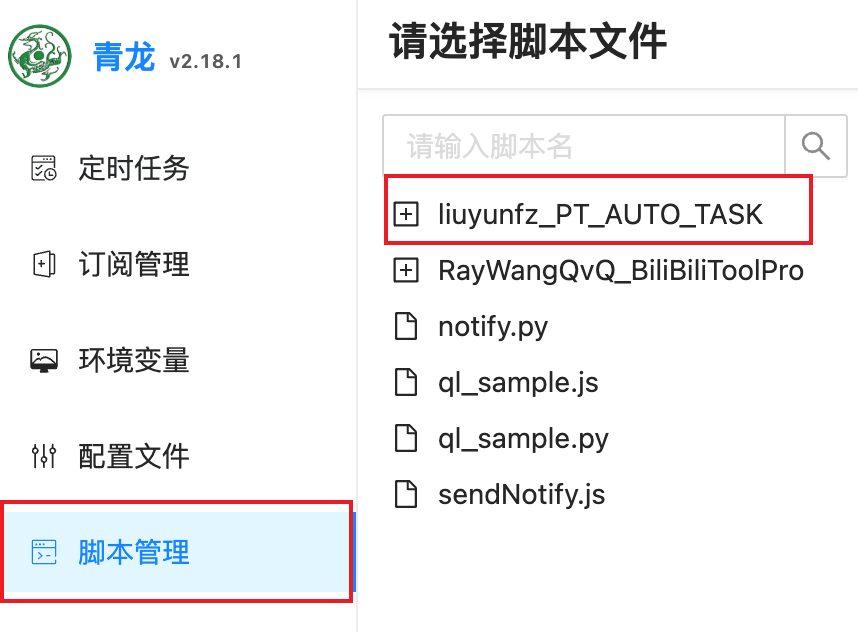 青龙 v2.18.1
定时任务
订阅管理
环境变量
配置文件
脚本管理
请选择脚本文件
请输入脚本名
liuyunfz_PT_AUTO_TASK
RayWangQvQ_BiliBiliToolPro
notify.py
ql_sample.js
ql_sample.py
sendNotify.js